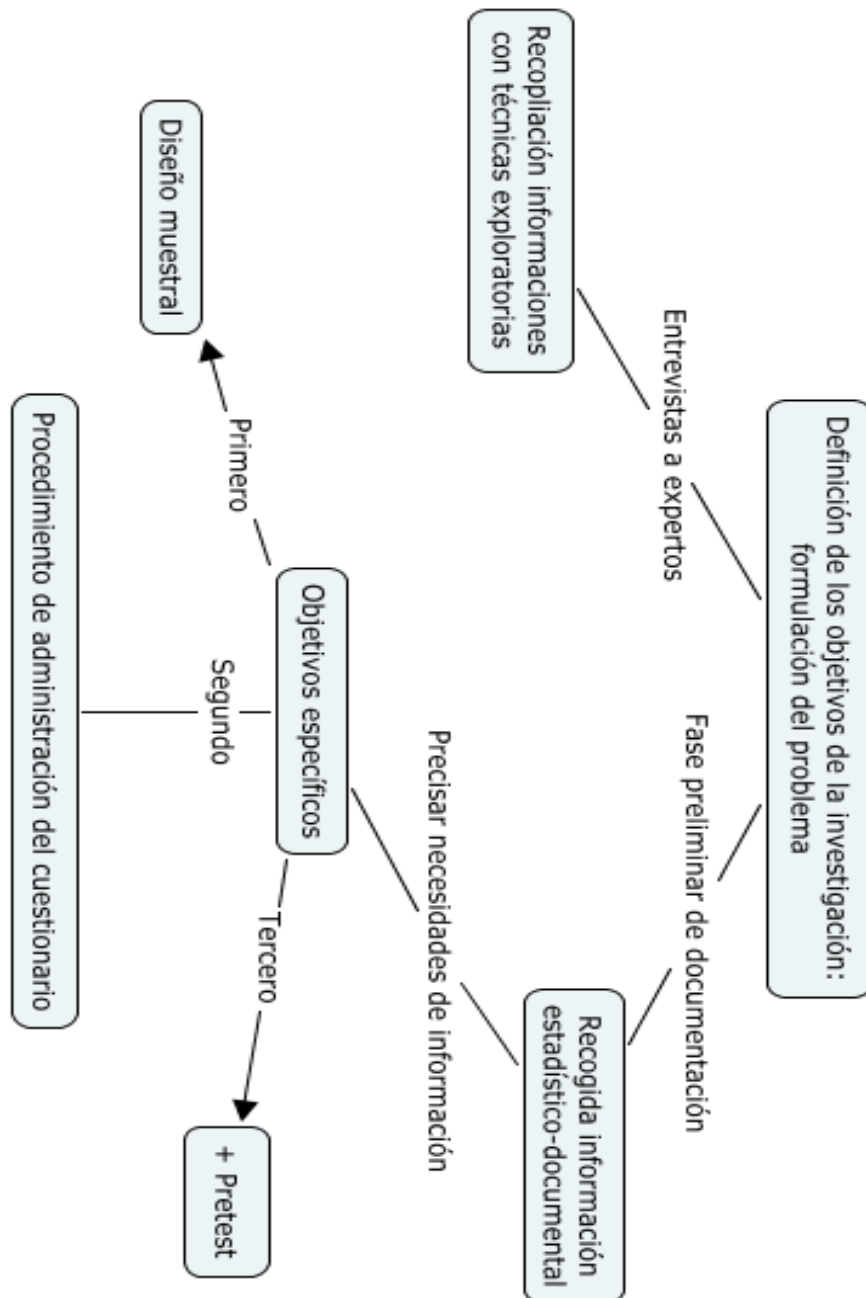 Definición de los objetivos de la investigación:
formulación del problema
Entrevistas a expertos
Fase preliminar de documentación
Recopliación informaciones
con técnicas exploratorias
Recogida información
estadístico-documental
Precisar necesidades de información
Objetivos específicos
Primero
Segundo
Tercero
Diseño muestral
+ Pretest
Procedimiento de administración del cuestionario